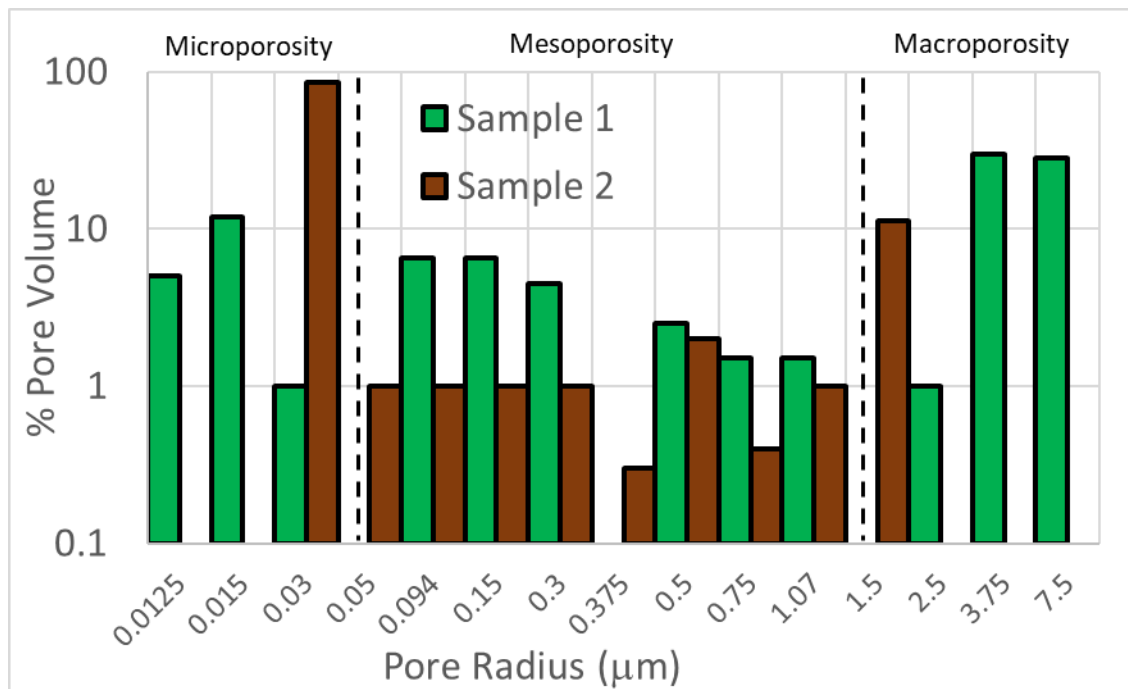 Microporosity Mesoporosity Macroporosity
100
10
1
0.1
% Pore Volume
Sample 1
Sample 2
0.0125 0.015 0.03 0.05 0.094 0.15 0.3 0.375 0.5 0.75 1.07 1.5 2.5 3.75 7.5
Pore Radius (μm)